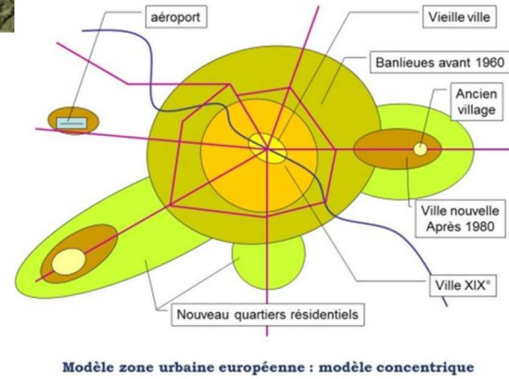 aéroport
Vieille ville
Banlieues avant 1960
Ancien
village
Ville nouvelle
Après 1980
Ville XIX°
Nouveau quartiers résidentiels
Modèle zone urbaine européenne : modèle concentrique